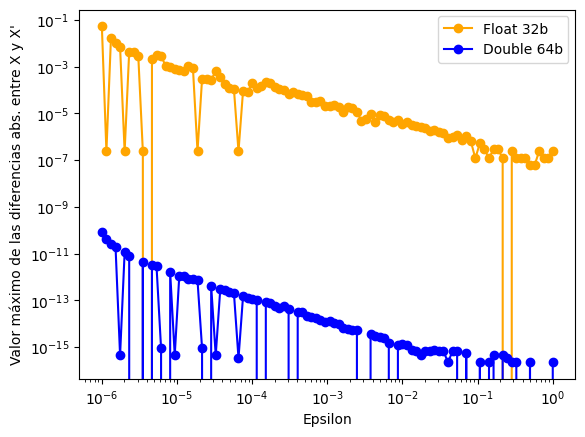 Valor máximo de las diferencias abs. entre X y X'
10⁻¹
10⁻³
10⁻⁵
10⁻⁷
10⁻⁹
10⁻¹¹
10⁻¹³
10⁻¹⁵
Float 32b
Double 64b
10⁻⁶ 10⁻⁵ 10⁻⁴ 10⁻³ 10⁻² 10⁻¹ 10⁰
Epsilon